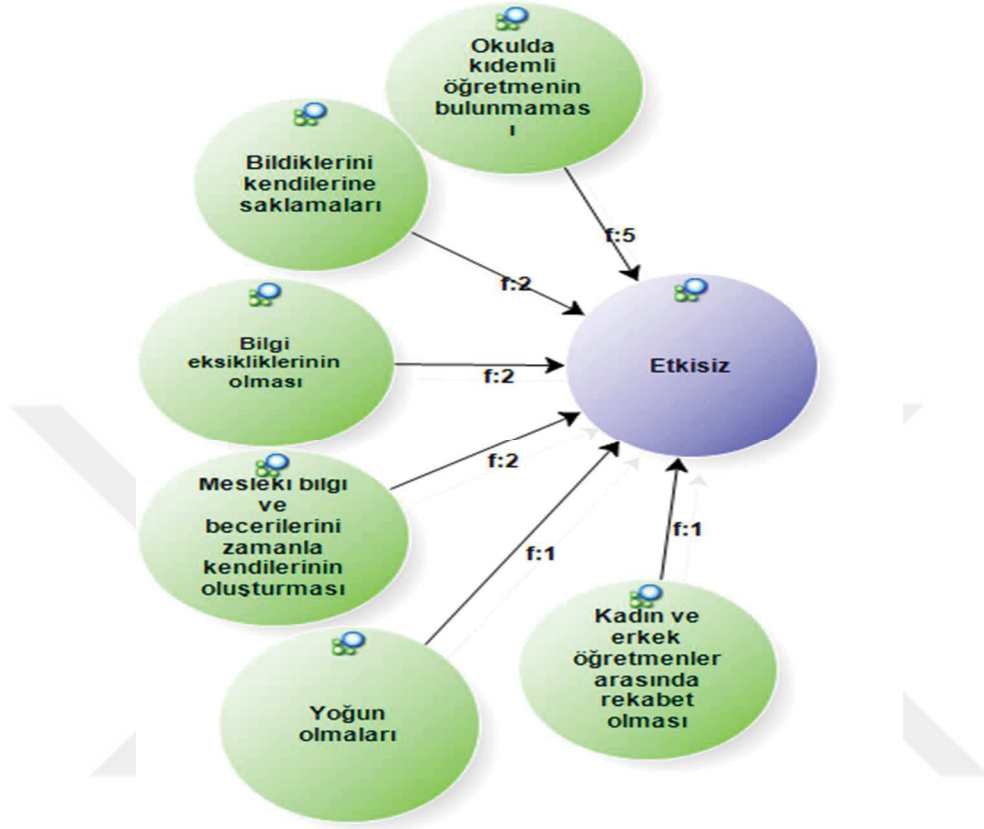 Okulda
kıdemli
öğretmenin
bulunmamas
ı
Bildiklerini
kendilerine
saklamaları
f:5
f:2
Bilgi
eksikliklerinin
olması
f:2
Etkisiz
Mesleki bilgi
ve
becerilerini
zamanla
kendilerinin
oluşturması
f:2
f:1
f:1
Kadın ve
erkek
öğretmenler
arasında
rekabet
olması
Yoğun
olmaları